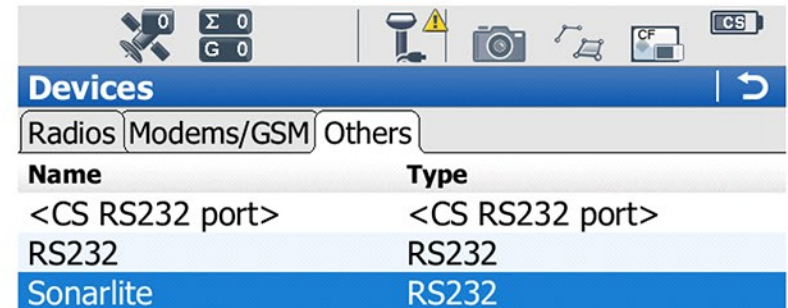 0 Σ 0
G 0
CF
CS
Devices
Radios Modems/GSM Others
Name Type
<CS RS232 port> <CS RS232 port>
RS232 RS232
Sonarlite RS232